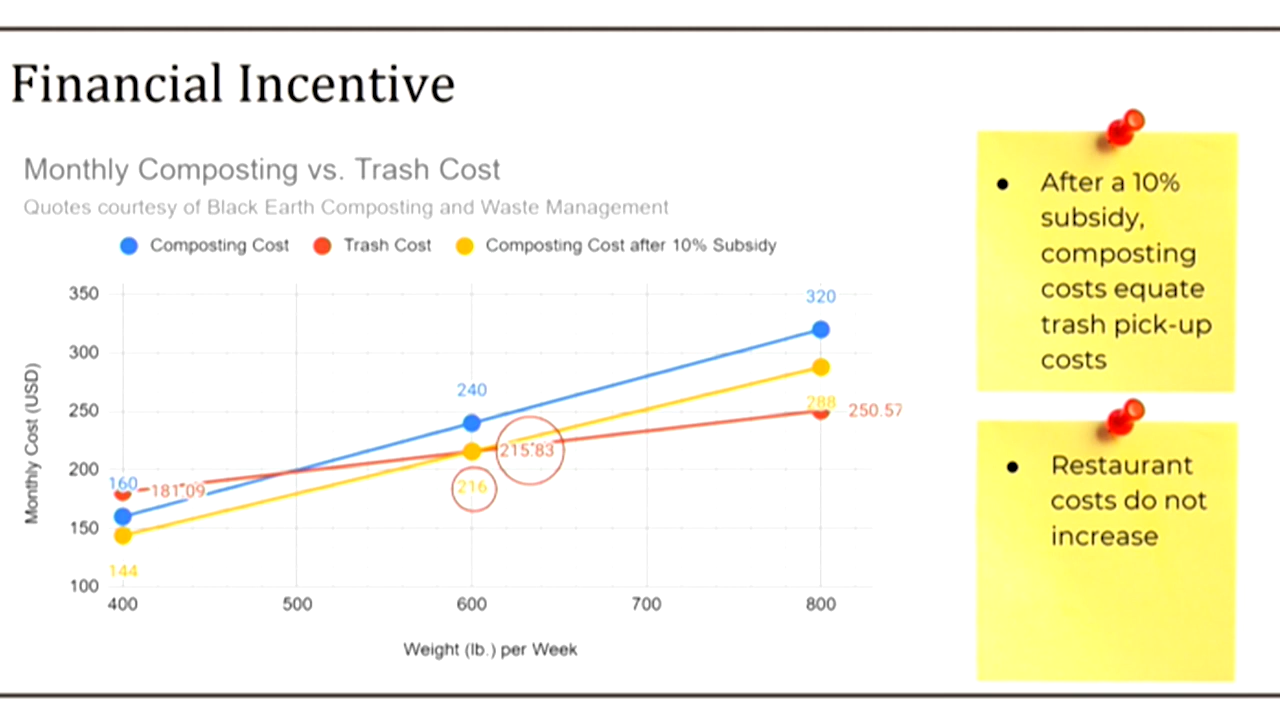 Financial Incentive
Monthly Composting vs. Trash Cost
Quotes courtesy of Black Earth Composting and Waste Management
Composting Cost Trash Cost Composting Cost after 10% Subsidy
350
300
250
200
150
100
Monthly Cost (USD)
320
240
288
250.57
215.83
216
160
181.09
144
400 500 600 700 800
Weight (lb.) per Week
• After a 10%
subsidy,
composting
costs equate
trash pick-up
costs
• Restaurant
costs do not
increase